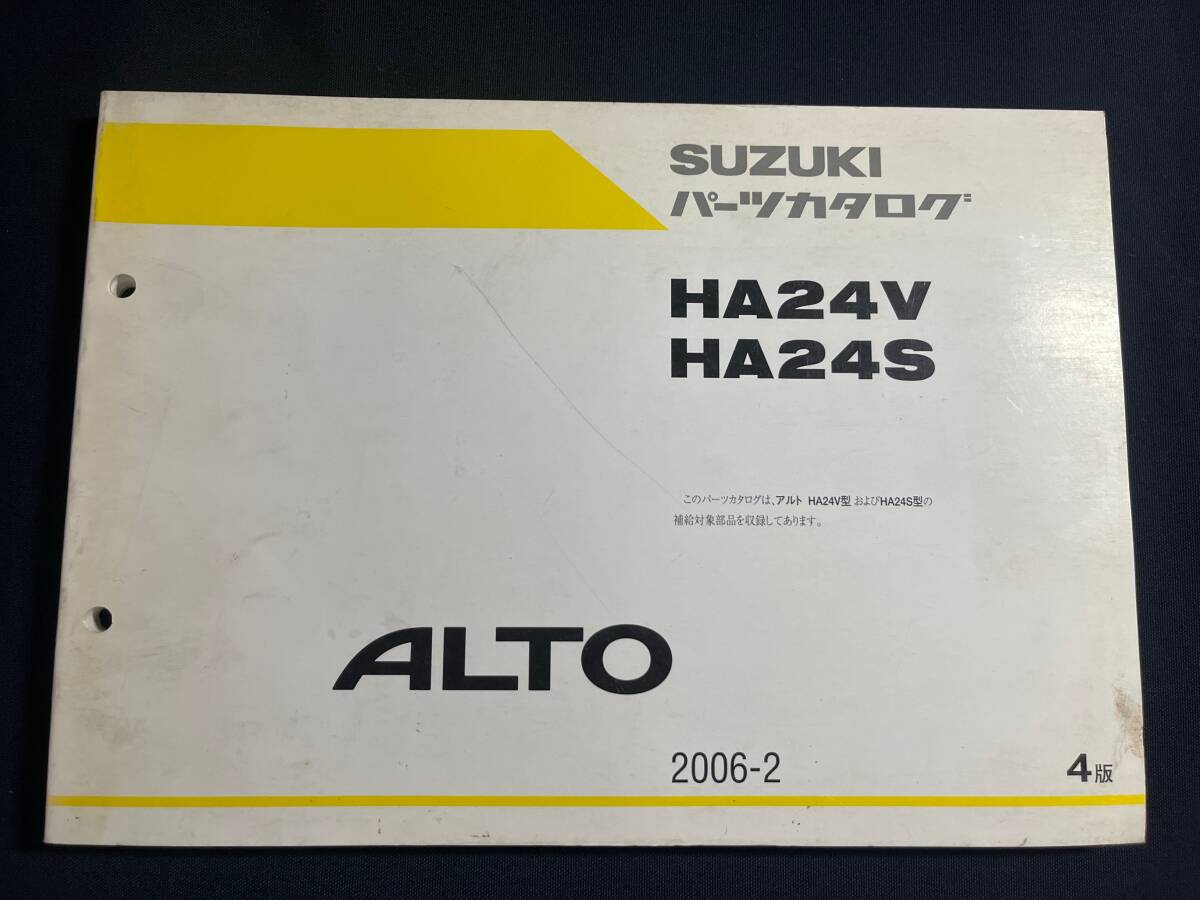 SUZUKI
パーツカタログ
HA24V
HA24S
このパーツカタログは、アルト HA24V型 およびHA24S型の
補給対象部品を収録してあります。
ALTO
2006-2
4版